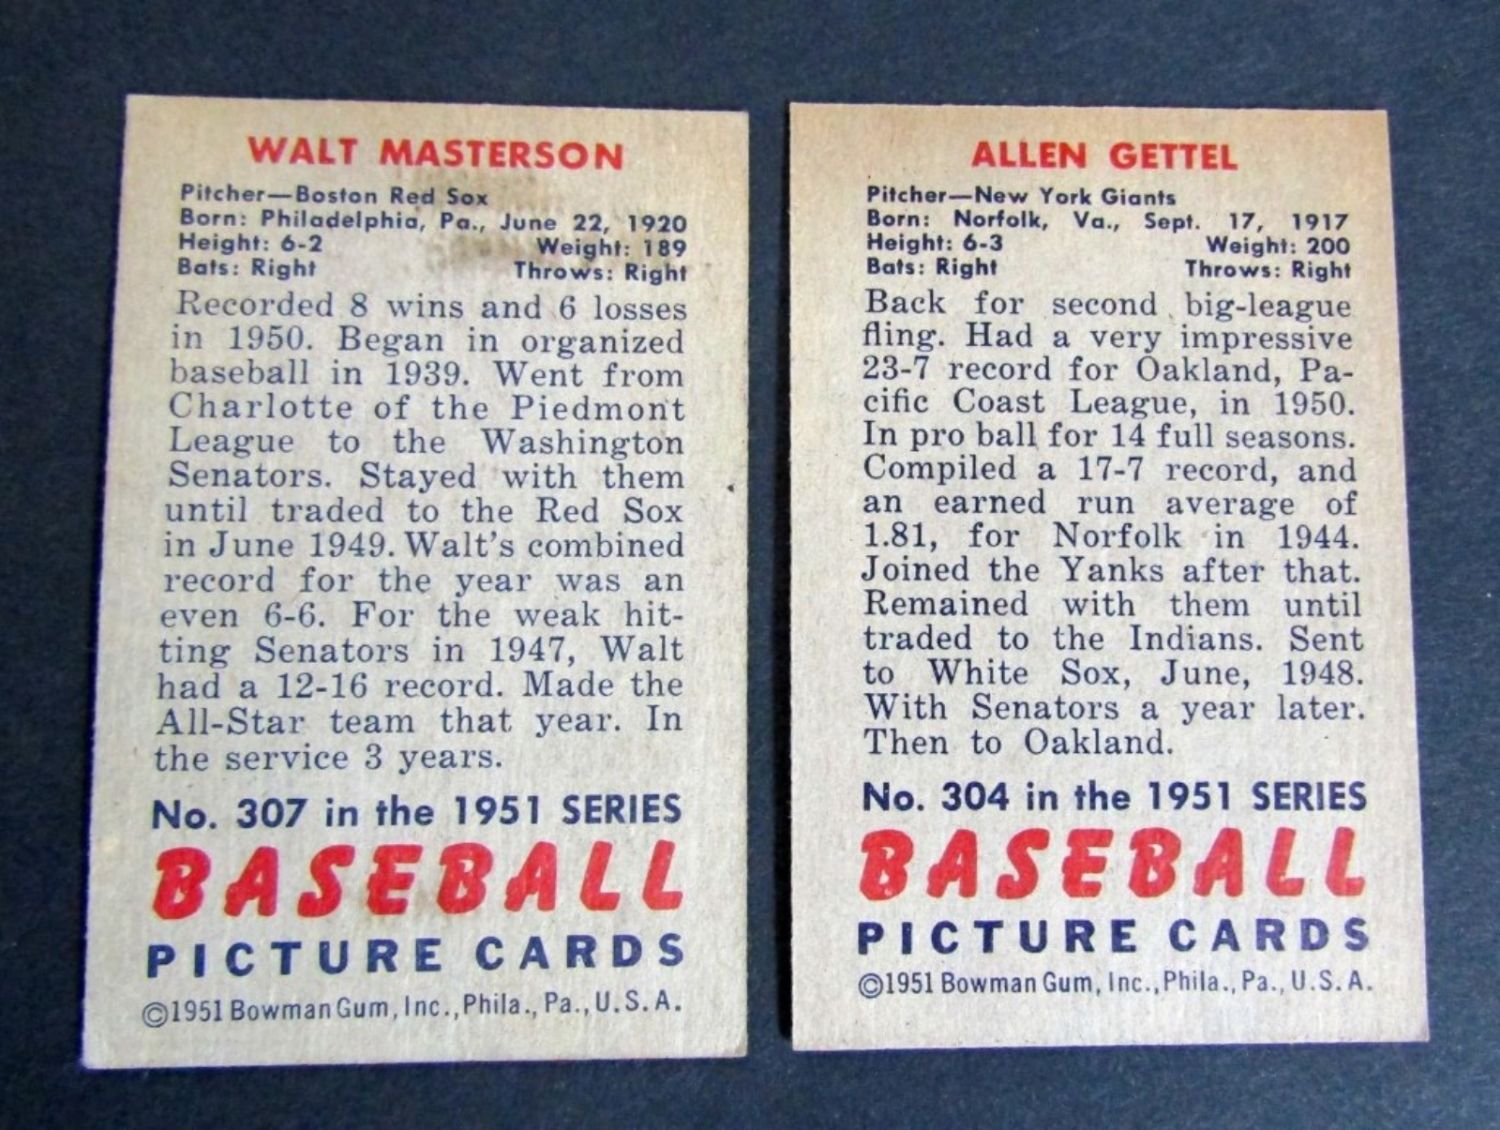 WALT MASTERSON
Pitcher—Boston Red Sox
Born: Philadelphia, Pa., June 22, 1920
Height: 6-2 Weight: 189
Bats: Right Throws: Right
Recorded 8 wins and 6 losses
in 1950. Began in organized
baseball in 1939. Went from
Charlotte of the Piedmont
League to the Washington
Senators. Stayed with them
until traded to the Red Sox
in June 1949. Walt's combined
record for the year was an
even 6-6. For the weak hit-
ting Senators in 1947, Walt
had a 12-16 record. Made the
All-Star team that year. In
the service 3 years.
No. 307 in the 1951 SERIES
BASEBALL
PICTURE CARDS
©1951 Bowman Gum, Inc., Phila., Pa., U.S.A.
ALLEN GETTEL
Pitcher—New York Giants
Born: Norfolk, Va., Sept. 17, 1917
Height: 6-3 Weight: 200
Bats: Right Throws: Right
Back for second big-league
fling. Had a very impressive
23-7 record for Oakland, Pa-
cific Coast League, in 1950.
In pro ball for 14 full seasons.
Compiled a 17-7 record, and
an earned run average of
1.81, for Norfolk in 1944.
Joined the Yanks after that.
Remained with them until
traded to the Indians. Sent
to White Sox, June, 1948.
With Senators a year later.
Then to Oakland.
No. 304 in the 1951 SERIES
BASEBALL
PICTURE CARDS
©1951 Bowman Gum, Inc., Phila., Pa., U.S.A.